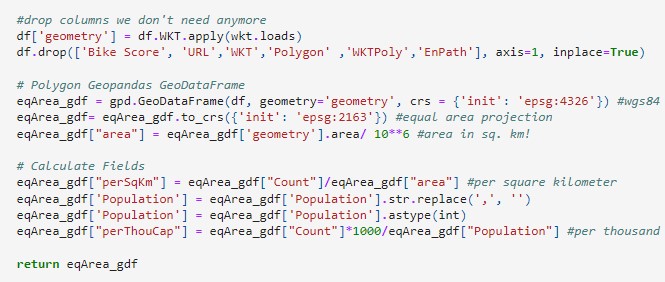 #drop columns we don't need anymore
df['geometry'] = df.WKT.apply(wkt.loads)
df.drop(['Bike Score', 'URL','WKT','Polygon' ,'WKTPoly','EnPath'], axis=1, inplace=True)
# Polygon Geopandas GeoDataFrame
eqArea_gdf = gpd.GeoDataFrame(df, geometry='geometry', crs = {'init': 'epsg:4326'}) #wgs84
eqArea_gdf= eqArea_gdf.to_crs({'init': 'epsg:2163'}) #equal area projection
eqArea_gdf["area"] = eqArea_gdf['geometry'].area/ 10**6 #area in sq. km!
# Calculate Fields
eqArea_gdf["perSqKm"] = eqArea_gdf["Count"]/eqArea_gdf["area"] #per square kilometer
eqArea_gdf['Population'] = eqArea_gdf['Population'].str.replace(',', '')
eqArea_gdf['Population'] = eqArea_gdf['Population'].astype(int)
eqArea_gdf["perThouCap"] = eqArea_gdf["Count"]*1000/eqArea_gdf["Population"] #per thousand
return eqArea_gdf